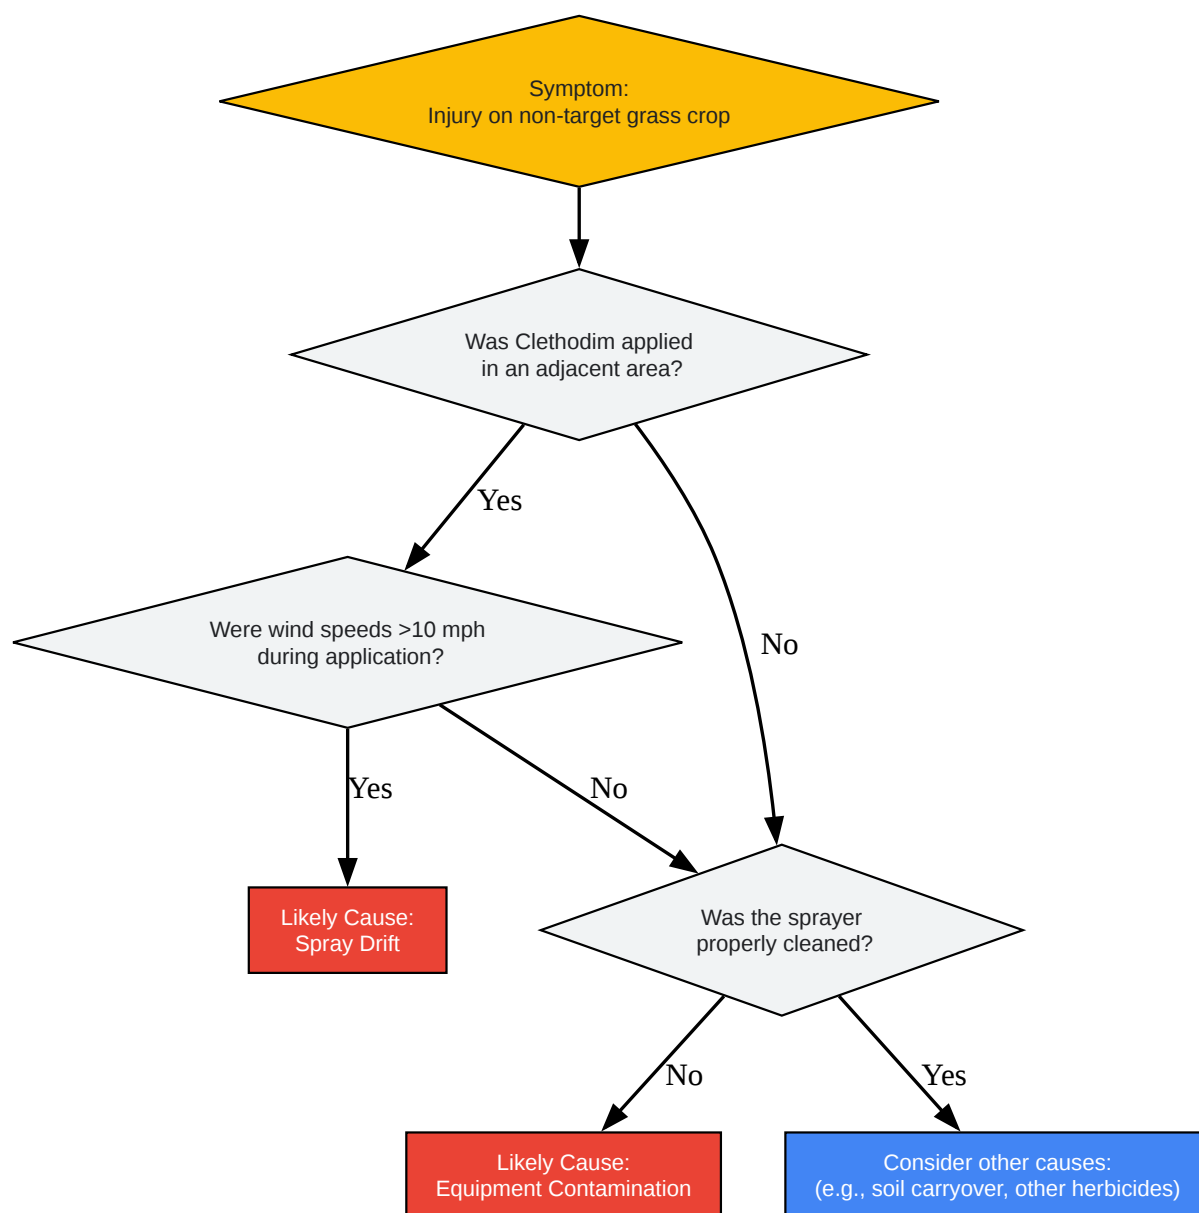 Symptom:
Injury on non-target grass crop
Was Clethodim applied
in an adjacent area?
Yes
No
Were wind speeds >10 mph
during application?
Yes
No
Likely Cause:
Spray Drift
Was the sprayer
properly cleaned?
No
Yes
Likely Cause:
Equipment Contamination
Consider other causes:
(e.g., soil carryover, other herbicides)